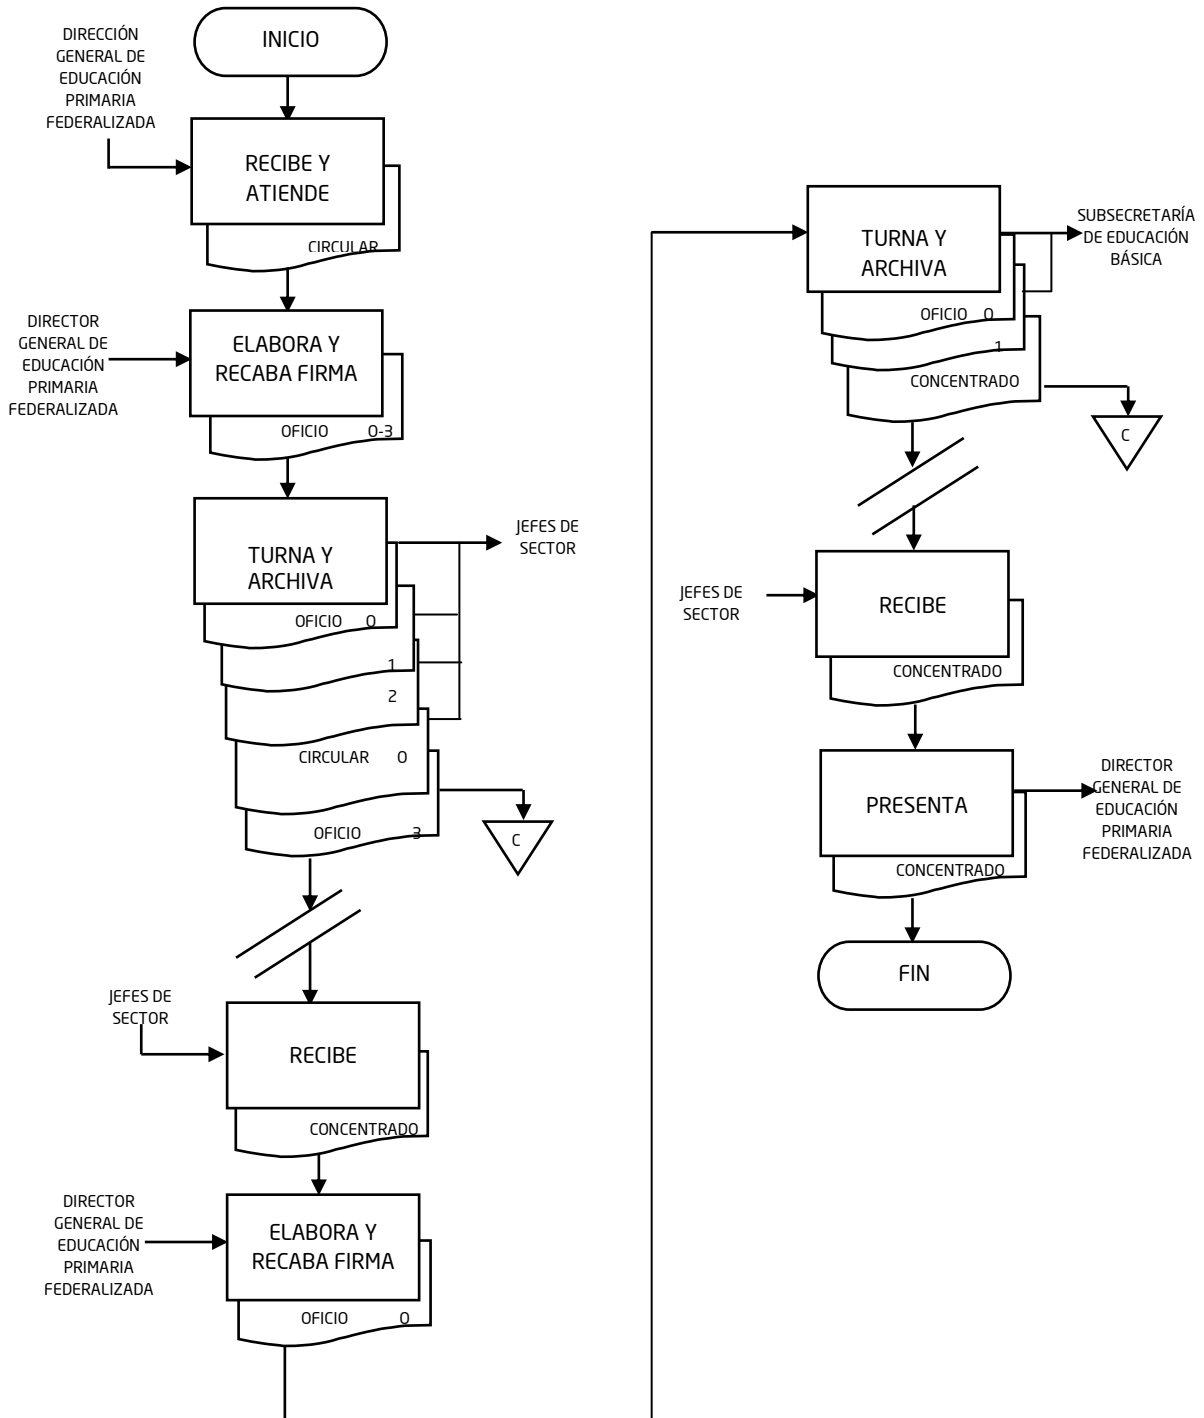 DIRECCIÓN
GENERAL DE
EDUCACIÓN
PRIMARIA
FEDERALIZADA
INICIO
RECIBE Y
ATIENDE
CIRCULAR
DIRECTOR
GENERAL DE
EDUCACIÓN
PRIMARIA
FEDERALIZADA
ELABORA Y
RECABA FIRMA
OFICIO 0-3
TURNA Y
ARCHIVA
JEFES DE
SECTOR
OFICIO 0
1
2
CIRCULAR 0
OFICIO 3
C
JEFES DE
SECTOR
RECIBE
CONCENTRADO
DIRECTOR
GENERAL DE
EDUCACIÓN
PRIMARIA
FEDERALIZADA
ELABORA Y
RECABA FIRMA
OFICIO 0
TURNA Y
ARCHIVA
SUBSECRETARÍA
DE EDUCACIÓN
BÁSICA
OFICIO 0
1
CONCENTRADO
C
JEFES DE
SECTOR
RECIBE
CONCENTRADO
PRESENTA
DIRECTOR
GENERAL DE
EDUCACIÓN
PRIMARIA
FEDERALIZADA
CONCENTRADO
FIN